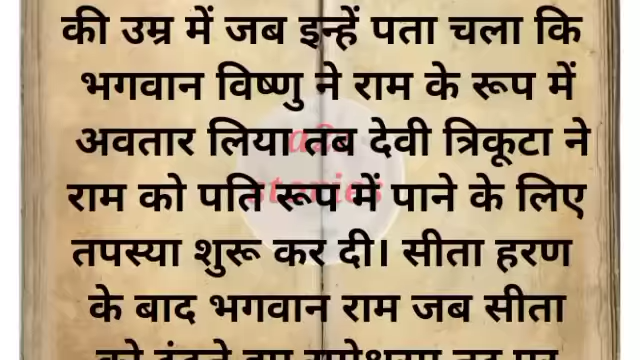 की उम्र में जब इन्हें पता चला कि
भगवान विष्णु ने राम के रूप में
अवतार लिया तब देवी त्रिकूटा ने
राम को पति रूप में पाने के लिए
तपस्या शुरू कर दी। सीता हरण
के बाद भगवान राम जब सीता